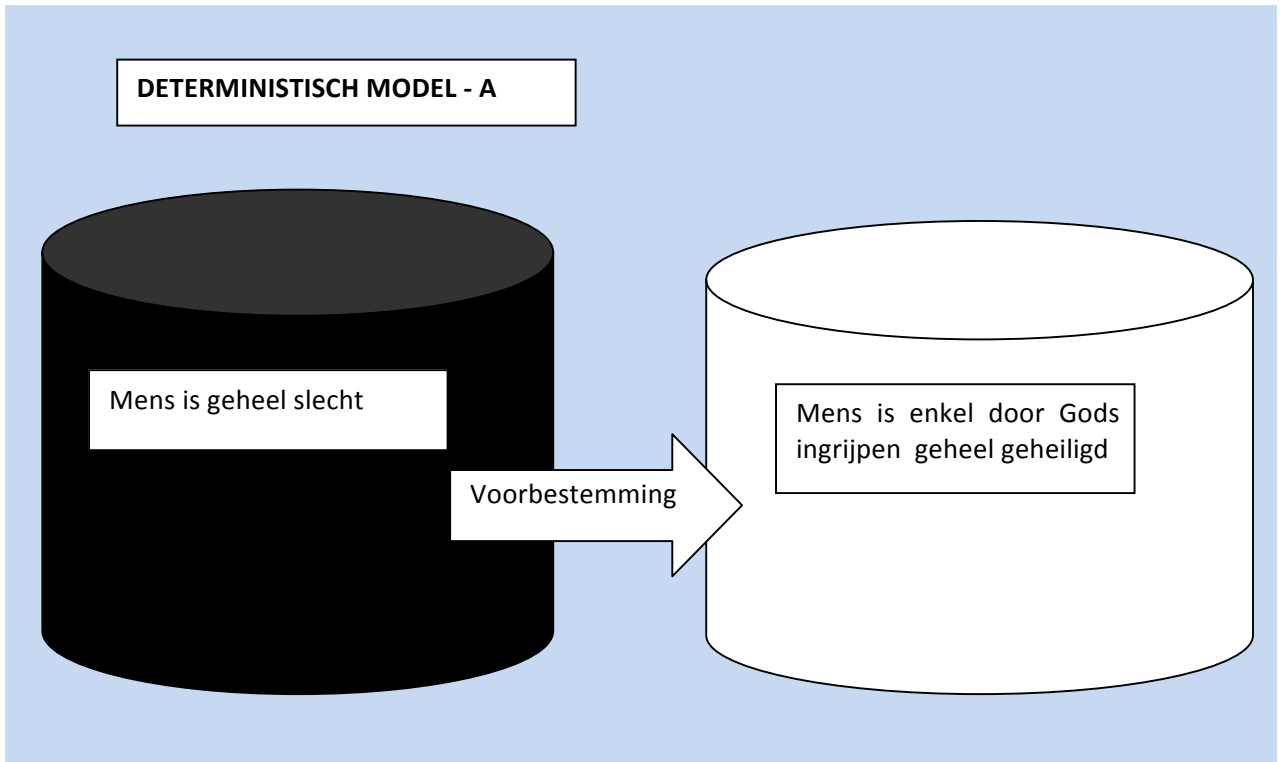 DETERMINISTISCH MODEL - A
Mens is geheel slecht
Mens is enkel door Gods
ingrijpen geheel geheiligd
Voorbestemming